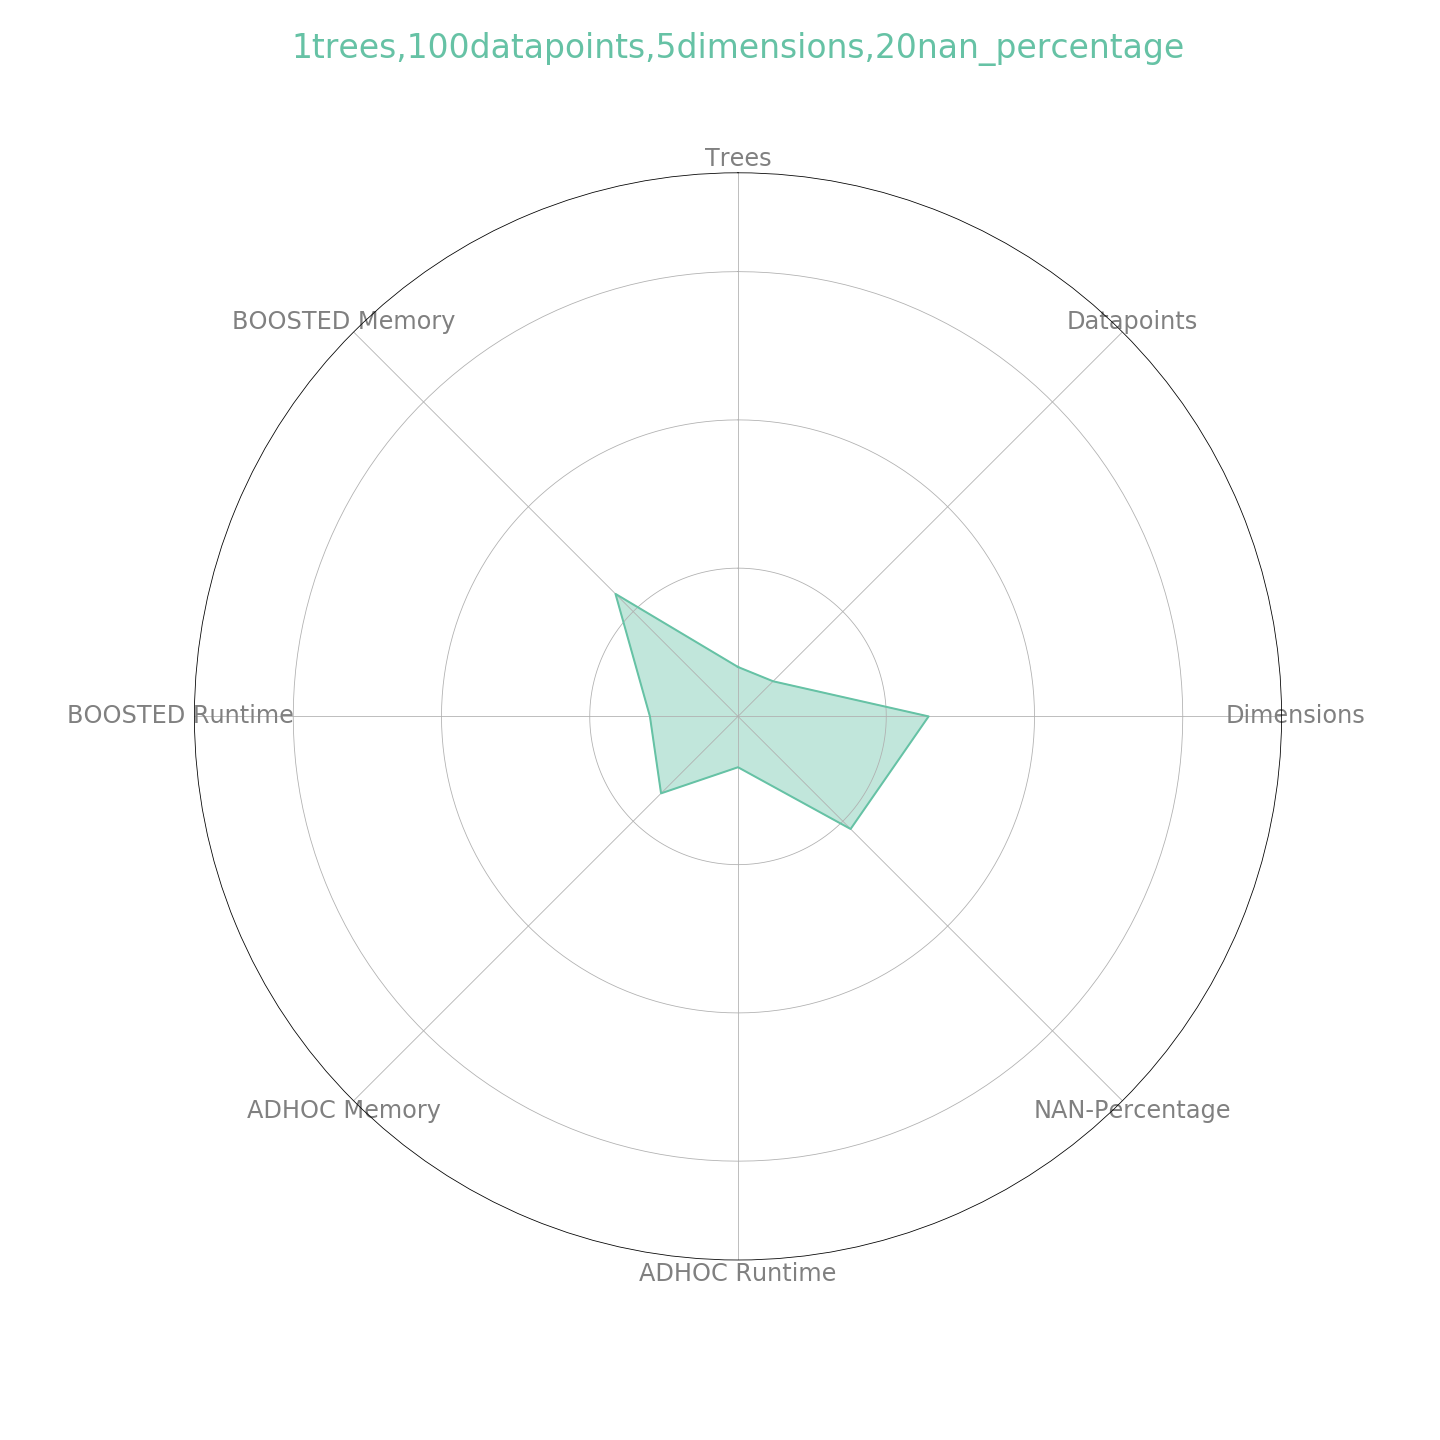 1trees,100datapoints,5dimensions,20nan_percentage
Trees
BOOSTED Memory
Datapoints
BOOSTED Runtime
Dimensions
ADHOC Memory
NAN-Percentage
ADHOC Runtime